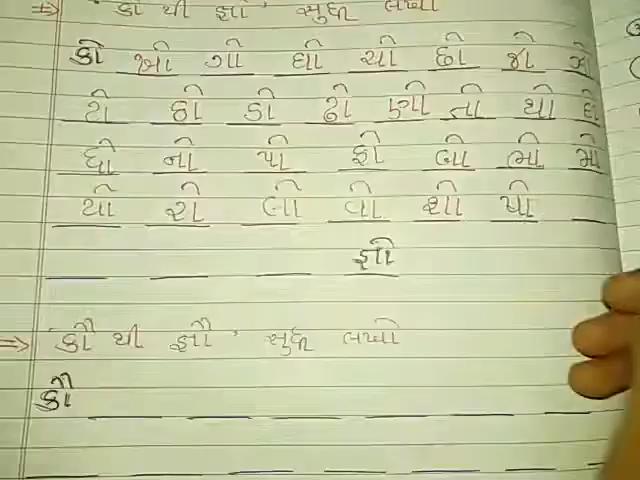 ⇒ કો થી જ્ઞો સુધી લખો
કો ખો ગો ઘો ચો છો જો ઝો
ટો ઠો ડો ઢો ણો તો થો દો
ધો નો પો ફો બો ભો મો
યો રો લો વો શો ષો
જ્ઞો
⇒ કૌ થી જ્ઞૌ સુધી લખો
કૌ